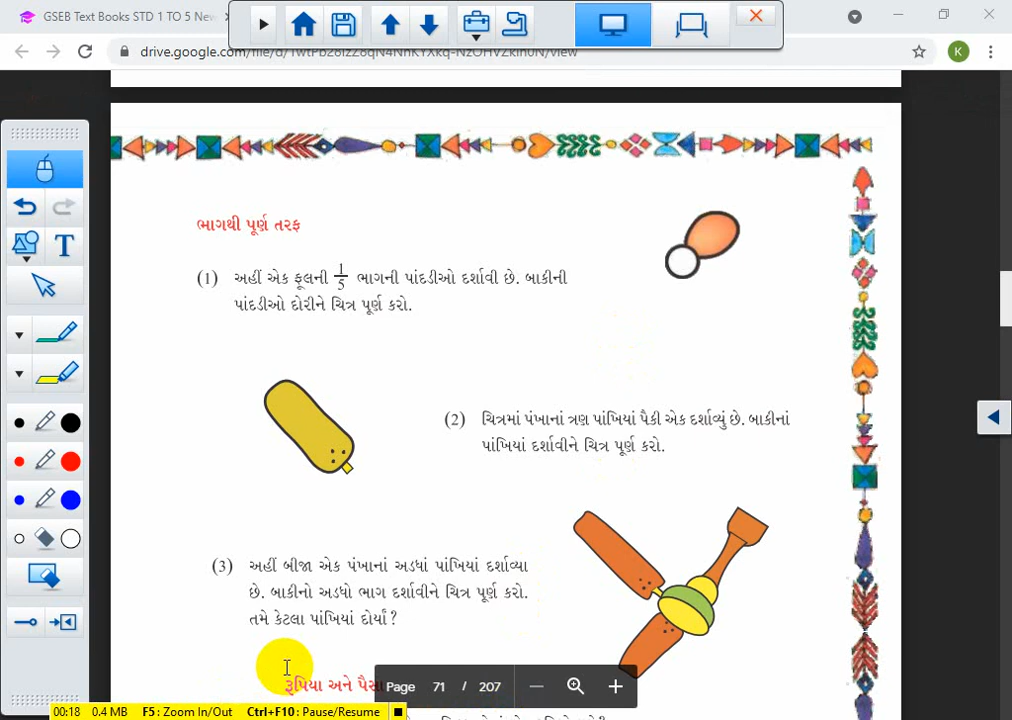 GSEB Text Books STD 1 TO 5 New
drive.google.com/file/d/
/view
K
T
ભાગથી પૂર્ણ તરફ
(1) અહીં એક ફૂલની 1/5 ભાગની પાંદડીઓ દર્શાવી છે. બાકીની
પાંદડીઓ દોરીને ચિત્ર પૂર્ણ કરો.
(2) ચિત્રમાં પંખાનાં ત્રણ પાંખિયાં પૈકી એક દર્શાવ્યું છે. બાકીનાં
પાંખિયાં દર્શાવીને ચિત્ર પૂર્ણ કરો.
(3) અહીં બીજા એક પંખાનાં અડધાં પાંખિયાં દર્શાવ્યા
છે. બાકીનો અડધો ભાગ દર્શાવીને ચિત્ર પૂર્ણ કરો.
તમે કેટલા પાંખિયાં દોર્યાં?
રૂપિયા અને પૈસા
Page 71 / 207
00:18 0.4 MB F5: Zoom In/Out Ctrl+F10: Pause/Resume